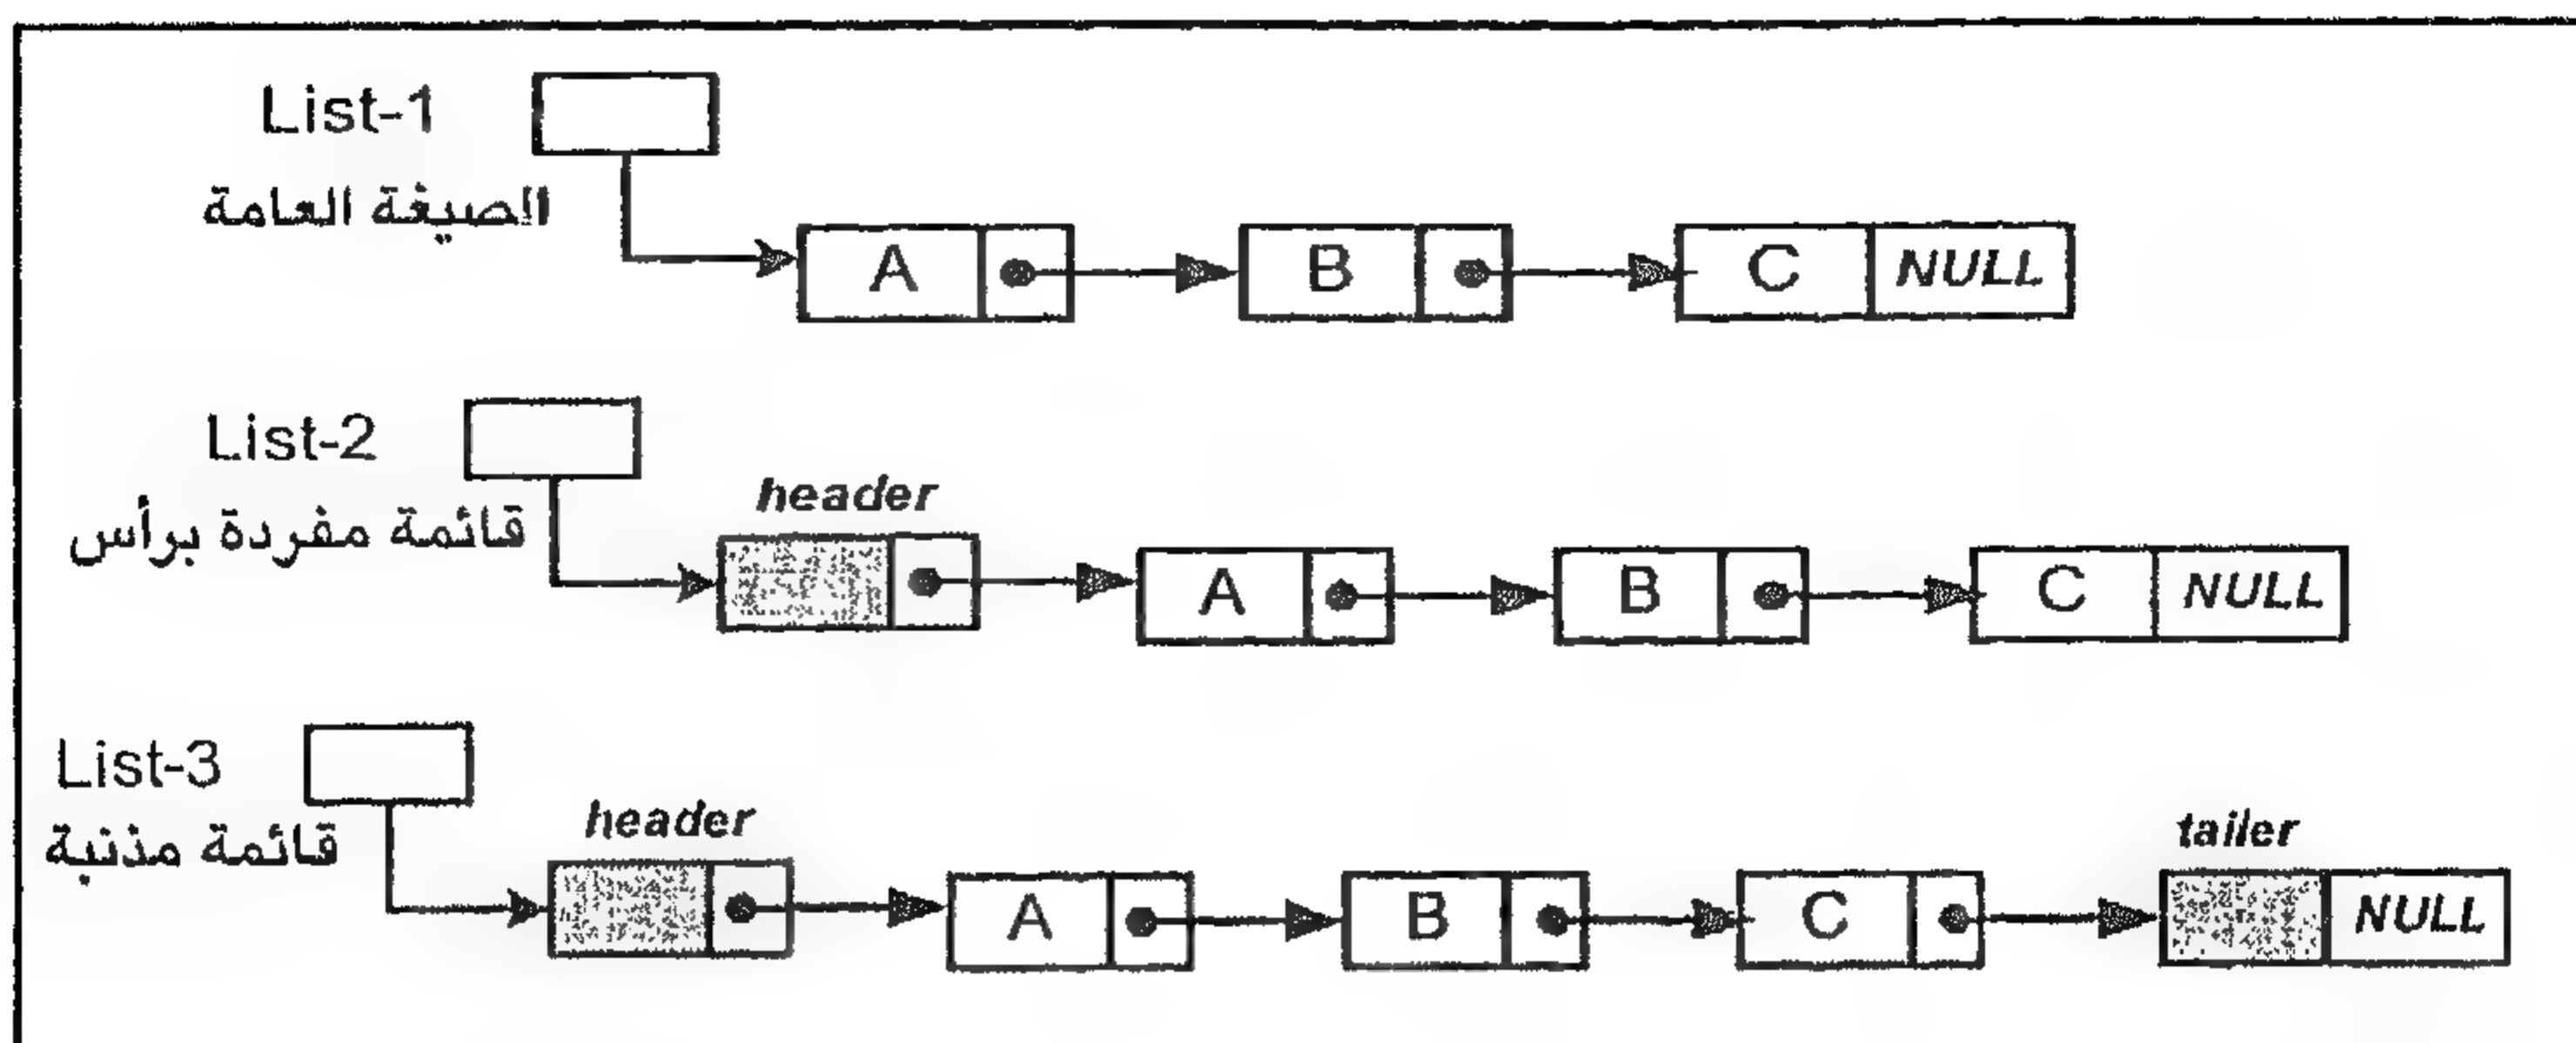 List-1
الصيغة العامة
A B C NULL
List-2
header
قائمة مفردة برأس
A B C NULL
List-3
header
tailer
قائمة مذنبة
A B C NULL